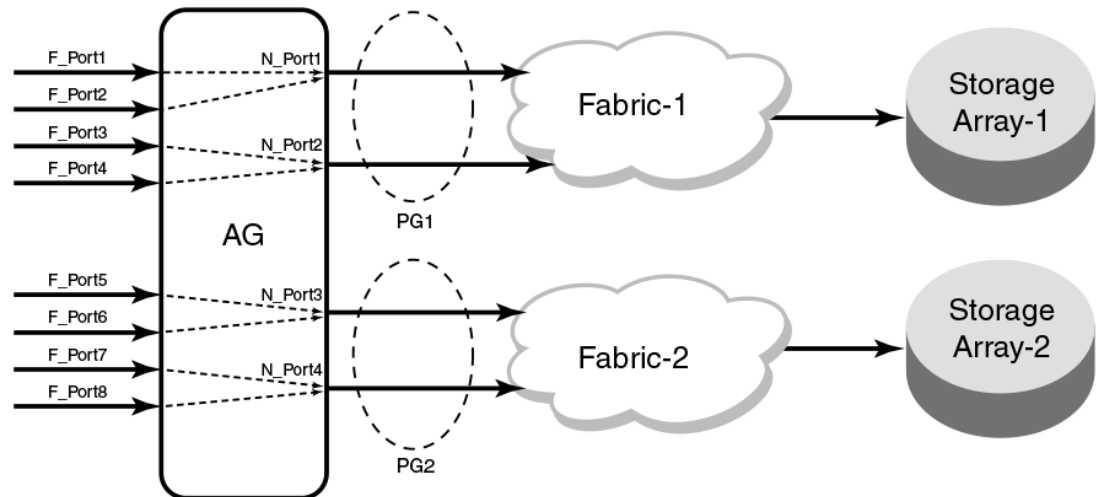 F_Port1
N_Port1
F_Port2
F_Port3
N_Port2
F_Port4
AG
PG1
Fabric-1
Storage
Array-1
F_Port5
N_Port3
F_Port6
F_Port7
N_Port4
F_Port8
PG2
Fabric-2
Storage
Array-2